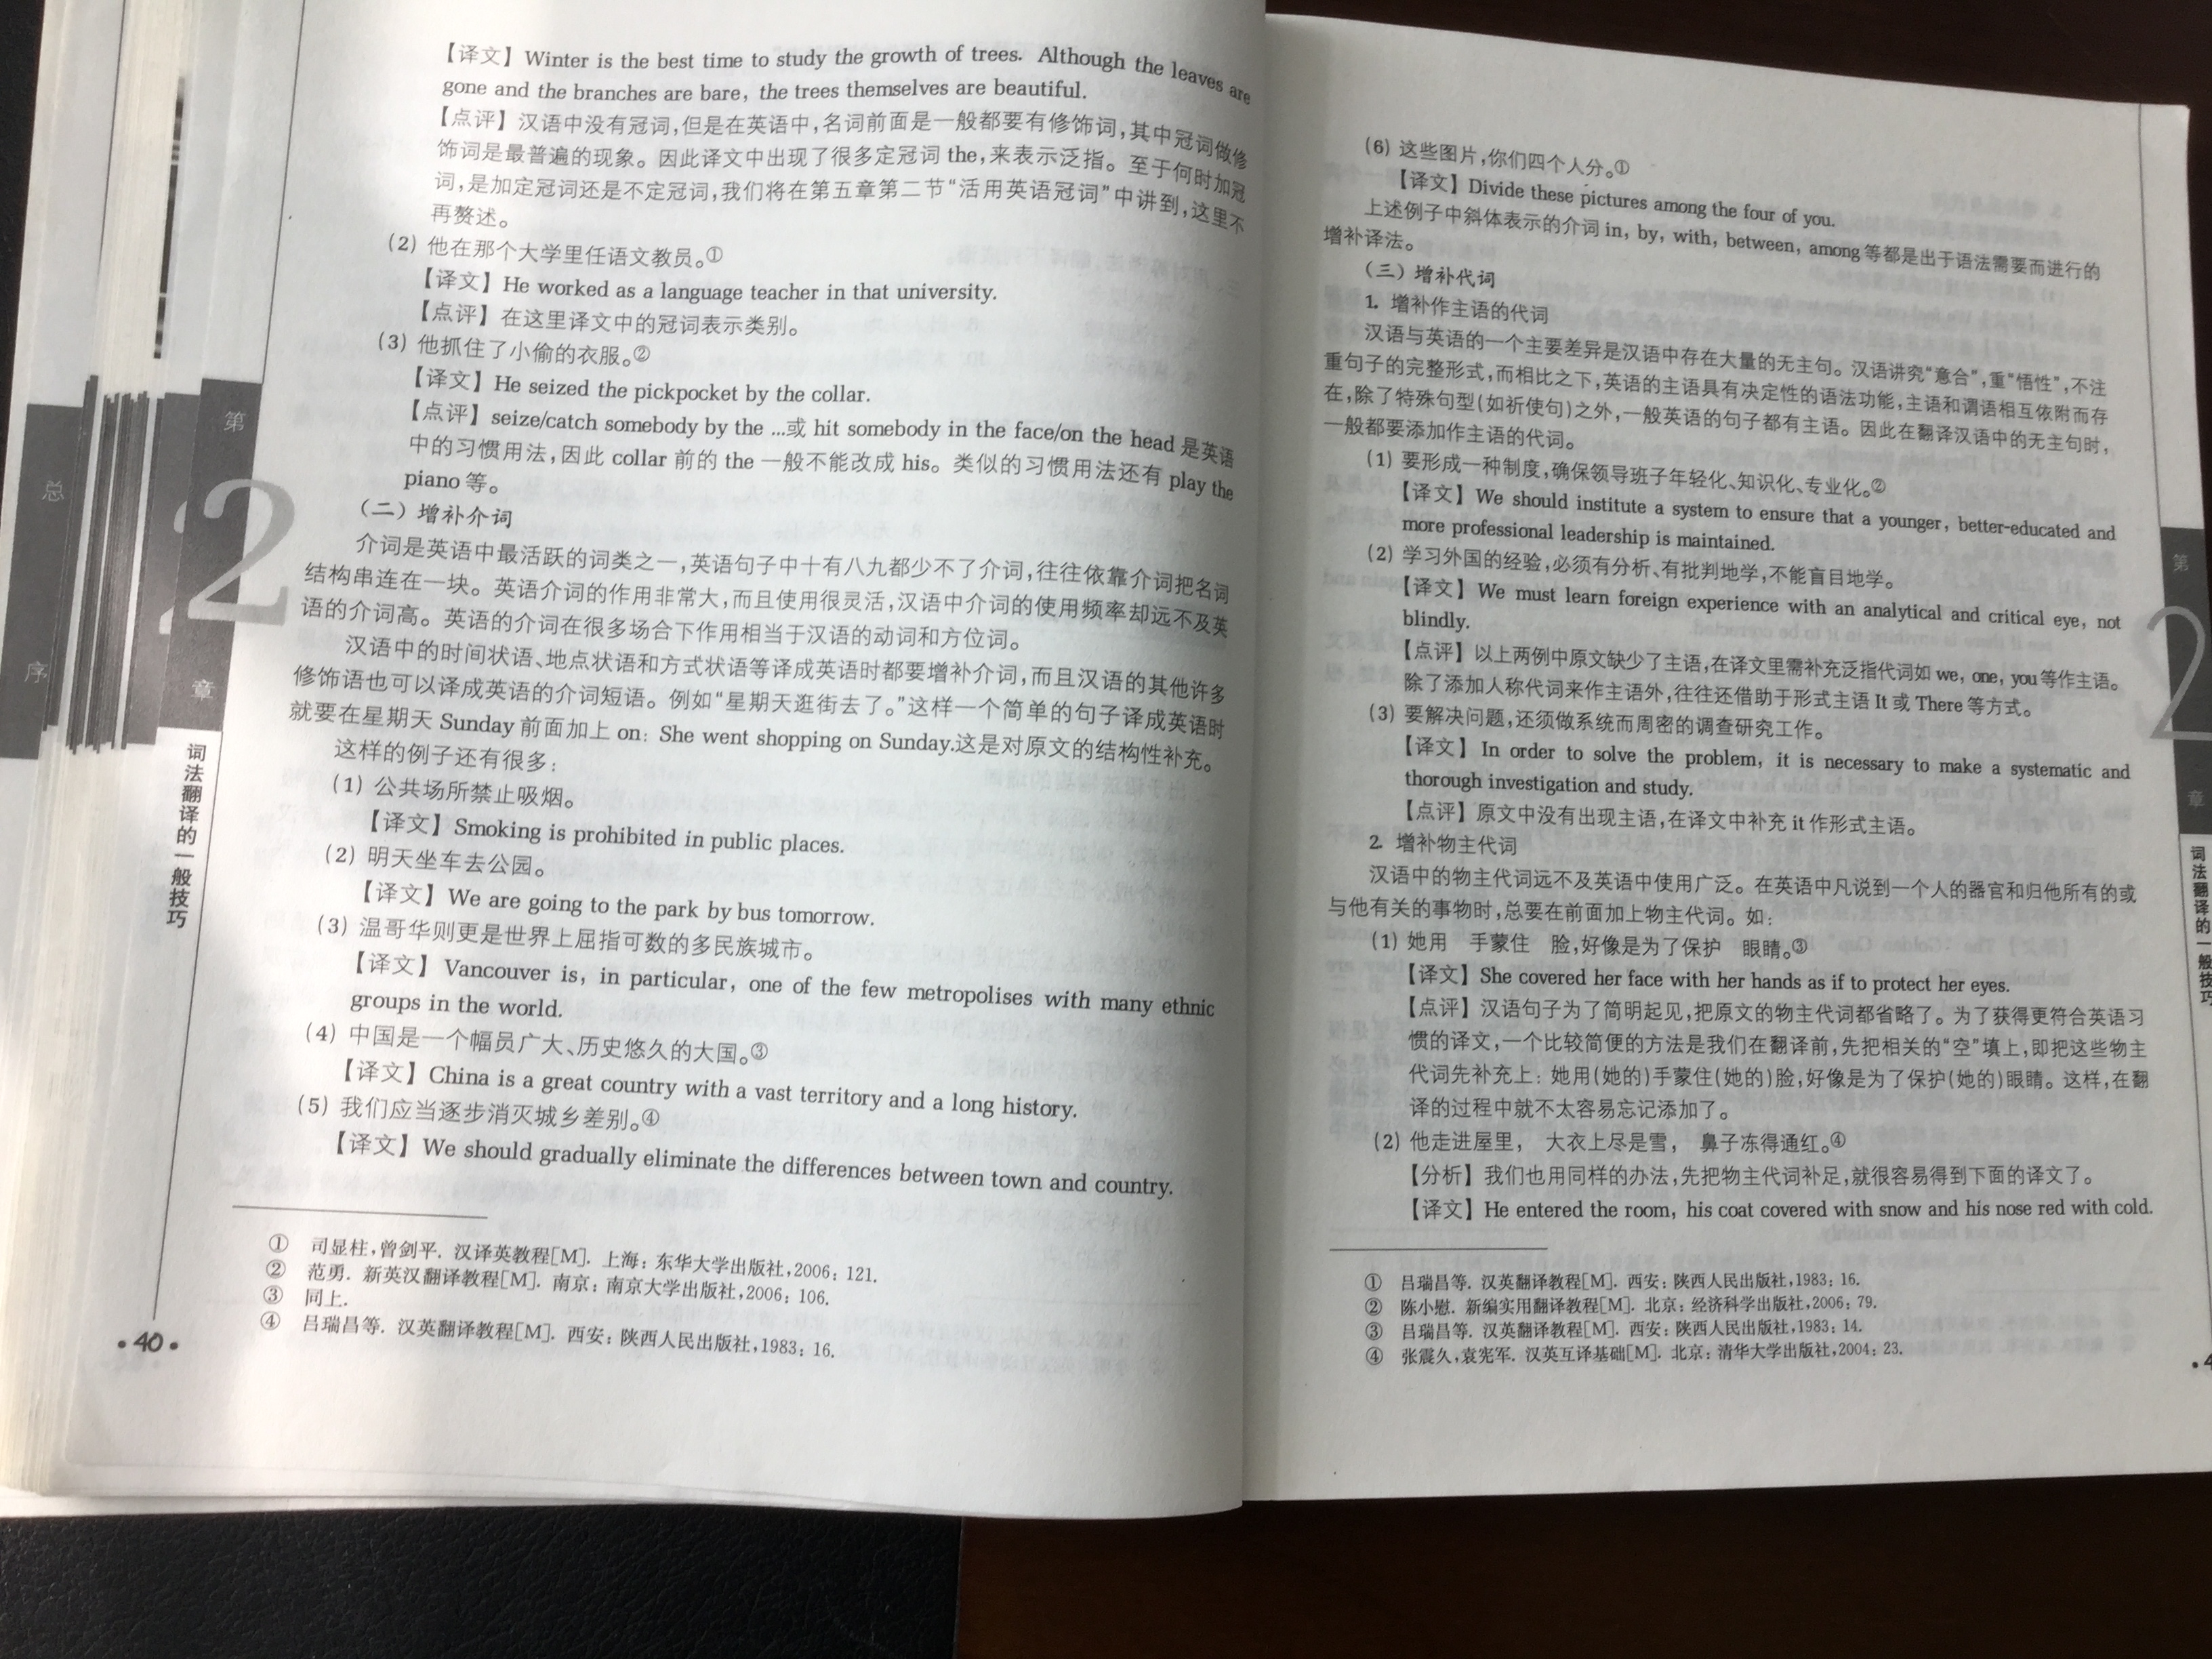 【译文】Winter is the best time to study the growth of trees. Although the leaves are
gone and the branches are bare, the trees themselves are beautiful.
【点评】汉语中没有冠词,但是在英语中,名词前面是一般都要有修饰词,其中冠词做修
饰词是最普遍的现象。因此译文中出现了很多定冠词 the,来表示泛指。至于何时加冠
词,是加定冠词还是不定冠词,我们将在第五章第二节“活用英语冠词”中讲到,这里不
再赘述。
(2) 他在那个大学里任语文教员。①
【译文】He worked as a language teacher in that university.
【点评】在这里译文中的冠词表示类别。
(3) 他抓住了小偷的衣服。②
【译文】He seized the pickpocket by the collar.
【点评】seize/catch somebody by the …或 hit somebody in the face/on the head 是英语
中的习惯用法,因此 collar 前的 the 一般不能改成 his。类似的习惯用法还有 play the
piano 等。
(二) 增补介词
介词是英语中最活跃的词类之一,英语句子中十有八九都少不了介词,往往依靠介词把名词
结构串连在一块。英语介词的作用非常大,而且使用很灵活,汉语中介词的使用频率却远不及英
语的介词高。英语的介词在很多场合下作用相当于汉语的动词和方位词。
汉语中的时间状语、地点状语和方式状语等译成英语时都要增补介词,而且汉语的其他许多
修饰语也可以译成英语的介词短语。例如“星期天逛街去了。”这样一个简单的句子译成英语时
就要在星期天 Sunday 前面加上 on: She went shopping on Sunday.这是对原文的结构性补充。
这样的例子还有很多:
(1) 公共场所禁止吸烟。
【译文】Smoking is prohibited in public places.
(2) 明天坐车去公园。
【译文】We are going to the park by bus tomorrow.
(3) 温哥华则更是世界上屈指可数的多民族城市。
【译文】Vancouver is, in particular, one of the few metropolises with many ethnic
groups in the world.
(4) 中国是一个幅员广大、历史悠久的大国。③
【译文】China is a great country with a vast territory and a long history.
(5) 我们应当逐步消灭城乡差别。④
【译文】We should gradually eliminate the differences between town and country.
① 司显柱,曾剑平. 汉译英教程[M]. 上海: 东华大学出版社,2006: 121.
② 范勇. 新英汉翻译教程[M]. 南京: 南京大学出版社,2006: 106.
③ 同上.
④ 吕瑞昌等. 汉英翻译教程[M]. 西安: 陕西人民出版社,1983: 16.
• 40 •
总
序
第
2
章
词法翻译的一般技巧
(6) 这些图片,你们四个人分。①
【译文】Divide these pictures among the four of you.
上述例子中斜体表示的介词 in, by, with, between, among 等都是出于语法需要而进行的
增补译法。
(三) 增补代词
1. 增补作主语的代词
汉语与英语的一个主要差异是汉语中存在大量的无主句。汉语讲究“意合”,重“悟性”,不注
重句子的完整形式,而相比之下,英语的主语具有决定性的语法功能,主语和谓语相互依附而存
在,除了特殊句型(如祈使句)之外,一般英语的句子都有主语。因此在翻译汉语中的无主句时,
一般都要添加作主语的代词。
(1) 要形成一种制度,确保领导班子年轻化、知识化、专业化。②
【译文】We should institute a system to ensure that a younger, better-educated and
more professional leadership is maintained.
(2) 学习外国的经验,必须有分析、有批判地学,不能盲目地学。
【译文】We must learn foreign experience with an analytical and critical eye, not
blindly.
【点评】以上两例中原文缺少了主语,在译文里需补充泛指代词如 we, one, you 等作主语。
除了添加人称代词来作主语外,往往还借助于形式主语 It 或 There 等方式。
(3) 要解决问题,还须做系统而周密的调查研究工作。
【译文】In order to solve the problem, it is necessary to make a systematic and
thorough investigation and study.
【点评】原文中没有出现主语,在译文中补充 it 作形式主语。
2. 增补物主代词
汉语中的物主代词远不及英语中使用广泛。在英语中凡说到一个人的器官和归他所有的或
与他有关的事物时,总要在前面加上物主代词。如:
(1) 她用 手蒙住 脸,好像是为了保护 眼睛。③
【译文】She covered her face with her hands as if to protect her eyes.
【点评】汉语句子为了简明起见,把原文的物主代词都省略了。为了获得更符合英语习
惯的译文,一个比较简便的方法是我们在翻译前,先把相关的“空”填上,即把这些物主
代词先补充上: 她用(她的)手蒙住(她的)脸,好像是为了保护(她的)眼睛。这样,在翻
译的过程中就不大容易忘记添加了。
(2) 他走进屋里, 大衣上尽是雪, 鼻子冻得通红。④
【分析】我们也用同样的办法,先把物主代词补足,就很容易得到下面的译文了。
【译文】He entered the room, his coat covered with snow and his nose red with cold.
① 吕瑞昌等. 汉英翻译教程[M]. 西安: 陕西人民出版社,1983: 16.
② 陈小慰. 新编实用翻译教程[M]. 北京: 经济科学出版社,2006: 79.
③ 吕瑞昌等. 汉英翻译教程[M]. 西安: 陕西人民出版社,1983: 14.
④ 张震久,袁宪军. 汉英互译基础[M]. 北京: 清华大学出版社,2004: 23.
第
2
章
词法翻译的一般技巧